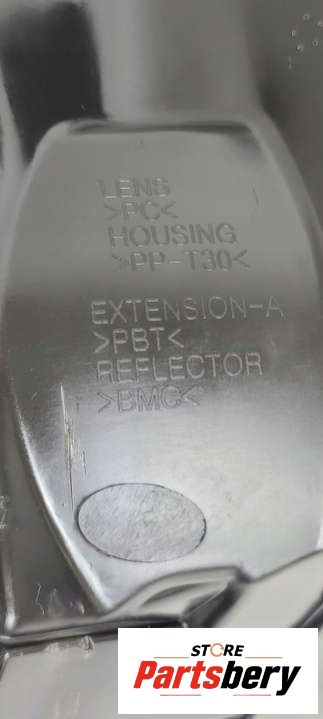 LENS
>PC<
HOUSING
>PP-T30<
EXTENSION-A
>PBT<
REFLECTOR
>BMC<
STORE
Partsbery